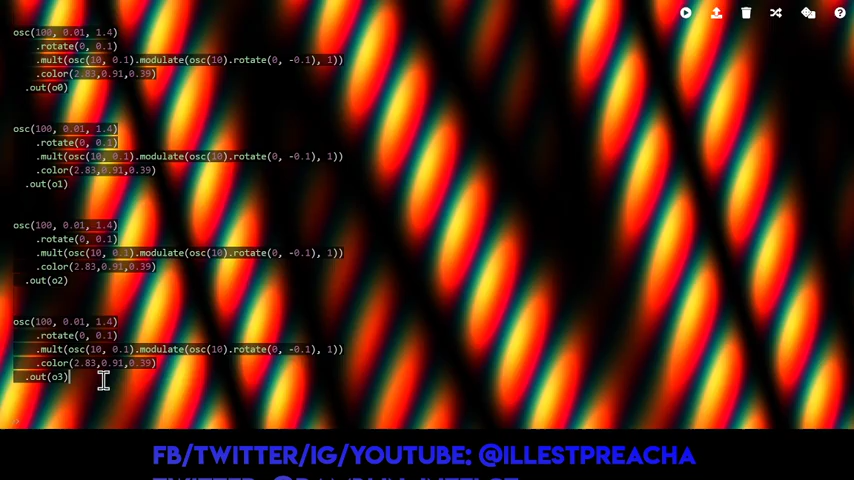 osc(100, 0.01, 1.4)
.rotate(0, 0.1)
.mult(osc(10, 0.1).modulate(osc(10).rotate(0, -0.1), 1))
.color(2.83,0.91,0.39)
.out(o0)
osc(100, 0.01, 1.4)
.rotate(0, 0.1)
.mult(osc(10, 0.1).modulate(osc(10).rotate(0, -0.1), 1))
.color(2.83,0.91,0.39)
.out(o1)
osc(100, 0.01, 1.4)
.rotate(0, 0.1)
.mult(osc(10, 0.1).modulate(osc(10).rotate(0, -0.1), 1))
.color(2.83,0.91,0.39)
.out(o2)
osc(100, 0.01, 1.4)
.rotate(0, 0.1)
.mult(osc(10, 0.1).modulate(osc(10).rotate(0, -0.1), 1))
.color(2.83,0.91,0.39)
.out(o3)
FB/TWITTER/IG/YOUTUBE: @ILLESTPREACHA